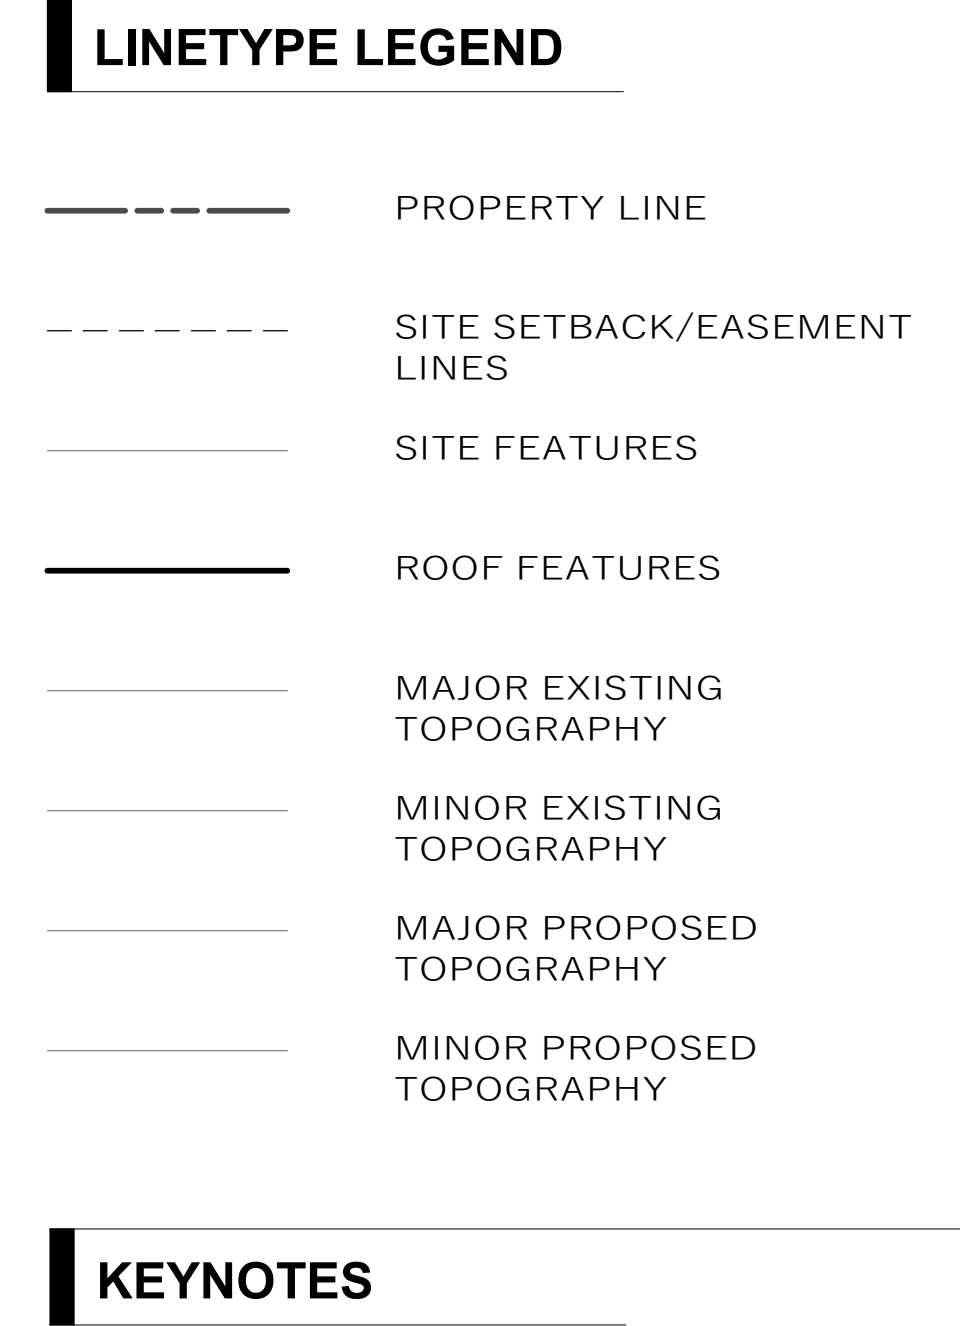 LINETYPE LEGEND
PROPERTY LINE
SITE SETBACK/EASEMENT
LINES
SITE FEATURES
ROOF FEATURES
MAJOR EXISTING
TOPOGRAPHY
MINOR EXISTING
TOPOGRAPHY
MAJOR PROPOSED
TOPOGRAPHY
MINOR PROPOSED
TOPOGRAPHY
KEYNOTES